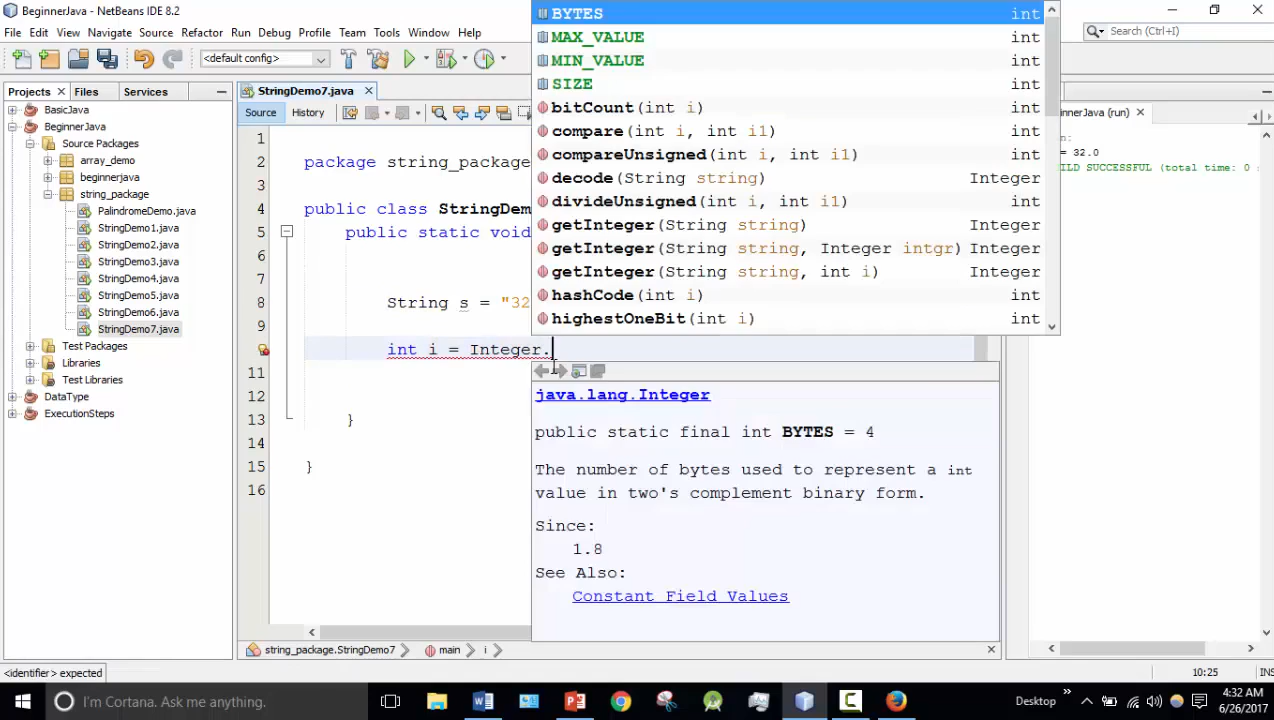 BeginnerJava - NetBeans IDE 8.2
File Edit View Navigate Source Refactor Run Debug Profile Team Tools Window Help
Search (Ctrl+I)
<default config>
Projects Files Services
BasicJava
BeginnerJava
Source Packages
array_demo
beginnerjava
string_package
PalindromeDemo.java
StringDemo1.java
StringDemo2.java
StringDemo3.java
StringDemo4.java
StringDemo5.java
StringDemo6.java
StringDemo7.java
Test Packages
Libraries
Test Libraries
DataType
ExecutionSteps
StringDemo7.java
Source History
1
2 package string_package
3
4 public class StringDemo
5 public static void
6
7
8 String s = "32
9
int i = Integer.
11
12
13 }
14
15 }
16
BYTES int
MAX_VALUE int
MIN_VALUE int
SIZE int
bitCount(int i) int
compare(int i, int i1) int
compareUnsigned(int i, int i1) int
decode(String string) Integer
divideUnsigned(int i, int i1) int
getInteger(String string) Integer
getInteger(String string, Integer intgr) Integer
getInteger(String string, int i) Integer
hashCode(int i) int
highestOneBit(int i) int
java.lang.Integer
public static final int BYTES = 4
The number of bytes used to represent a int
value in two's complement binary form.
Since:
1.8
See Also:
Constant Field Values
nnerJava (run)
n:
= 32.0
ILD SUCCESSFUL (total time: 0
string_package.StringDemo7 main i
<identifier> expected
10:25 INS
I'm Cortana. Ask me anything.
Desktop
4:32 AM
6/26/2017